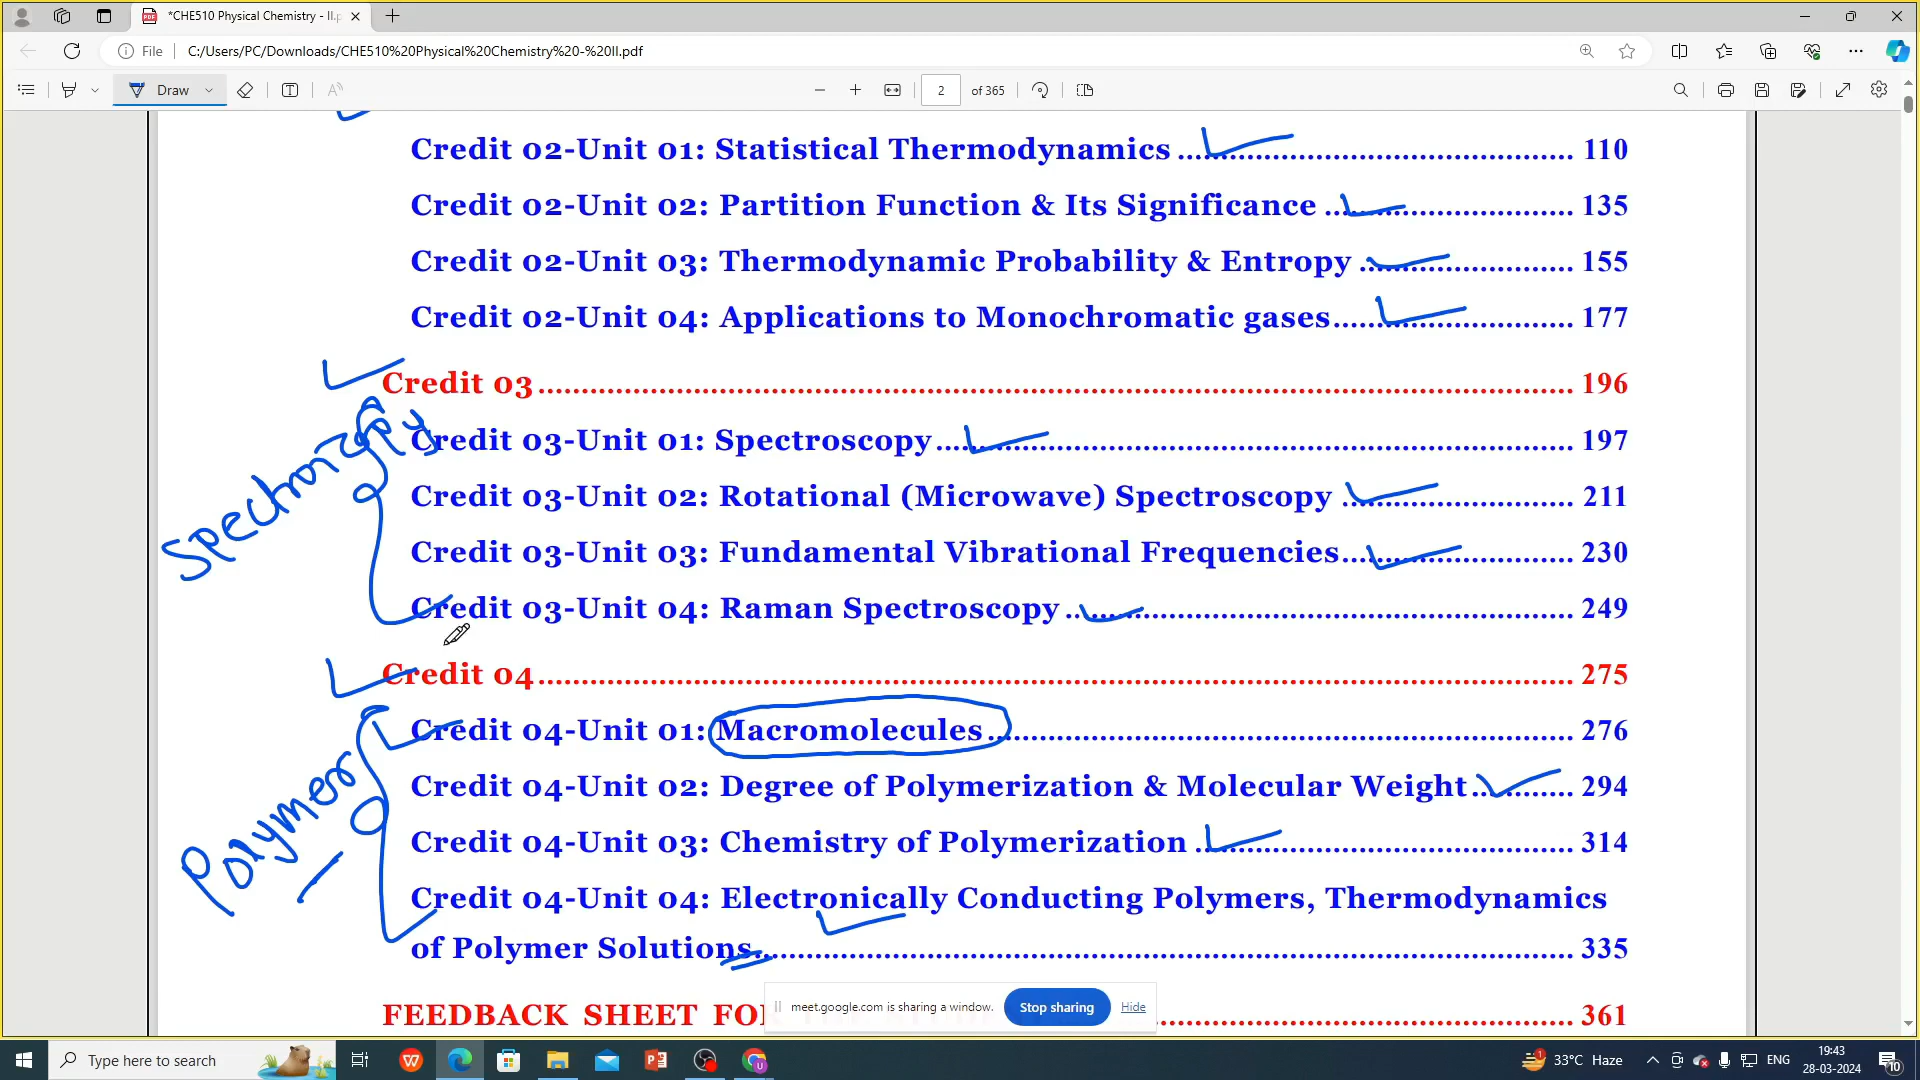 *CHE510 Physical Chemistry - II.p
File
C:/Users/PC/Downloads/CHE510%20Physical%20Chemistry%20-%20II.pdf
Draw
2 of 365
Credit 02-Unit 01: Statistical Thermodynamics 110
Credit 02-Unit 02: Partition Function & Its Significance 135
Credit 02-Unit 03: Thermodynamic Probability & Entropy 155
Credit 02-Unit 04: Applications to Monochromatic gases 177
Credit 03 196
Credit 03-Unit 01: Spectroscopy 197
Credit 03-Unit 02: Rotational (Microwave) Spectroscopy 211
Credit 03-Unit 03: Fundamental Vibrational Frequencies 230
Credit 03-Unit 04: Raman Spectroscopy 249
Credit 04 275
Credit 04-Unit 01: Macromolecules 276
Credit 04-Unit 02: Degree of Polymerization & Molecular Weight 294
Credit 04-Unit 03: Chemistry of Polymerization 314
Credit 04-Unit 04: Electronically Conducting Polymers, Thermodynamics
of Polymer Solutions 335
Polymer
FEEDBACK SHEET FOR 361
meet.google.com is sharing a window.
Stop sharing
Hide
Type here to search
33°C Haze
ENG
19:43
28-03-2024
10